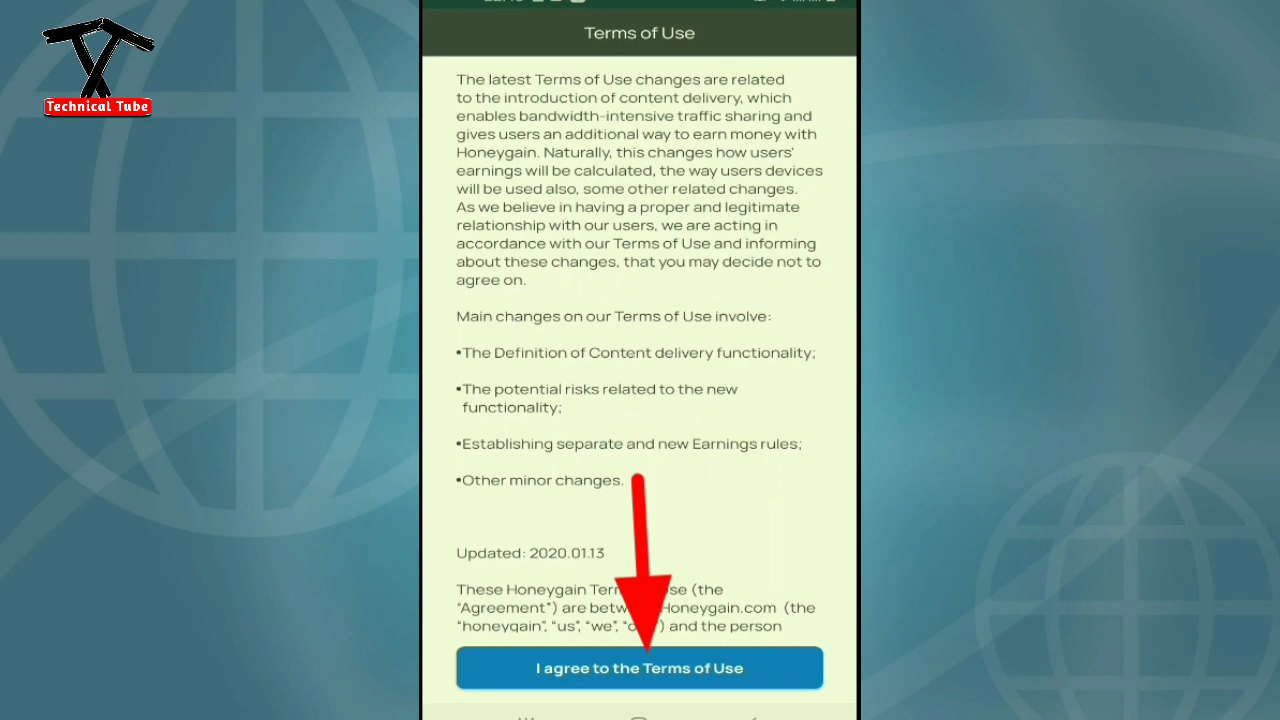 Technical Tube
Terms of Use
The latest Terms of Use changes are related
to the introduction of content delivery, which
enables bandwidth-intensive traffic sharing and
gives users an additional way to earn money with
Honeygain. Naturally, this changes how users'
earnings will be calculated, the way users devices
will be used also, some other related changes.
As we believe in having a proper and legitimate
relationship with our users, we are acting in
accordance with our Terms of Use and informing
about these changes, that you may decide not to
agree on.
Main changes on our Terms of Use involve:
•The Definition of Content delivery functionality;
•The potential risks related to the new
functionality;
•Establishing separate and new Earnings rules;
•Other minor changes.
Updated: 2020.01.13
These Honeygain (the
“Agreement”) are Honeygain.com (the
“honeygain”, “us”, “we”, ) and the person
I agree to the Terms of Use